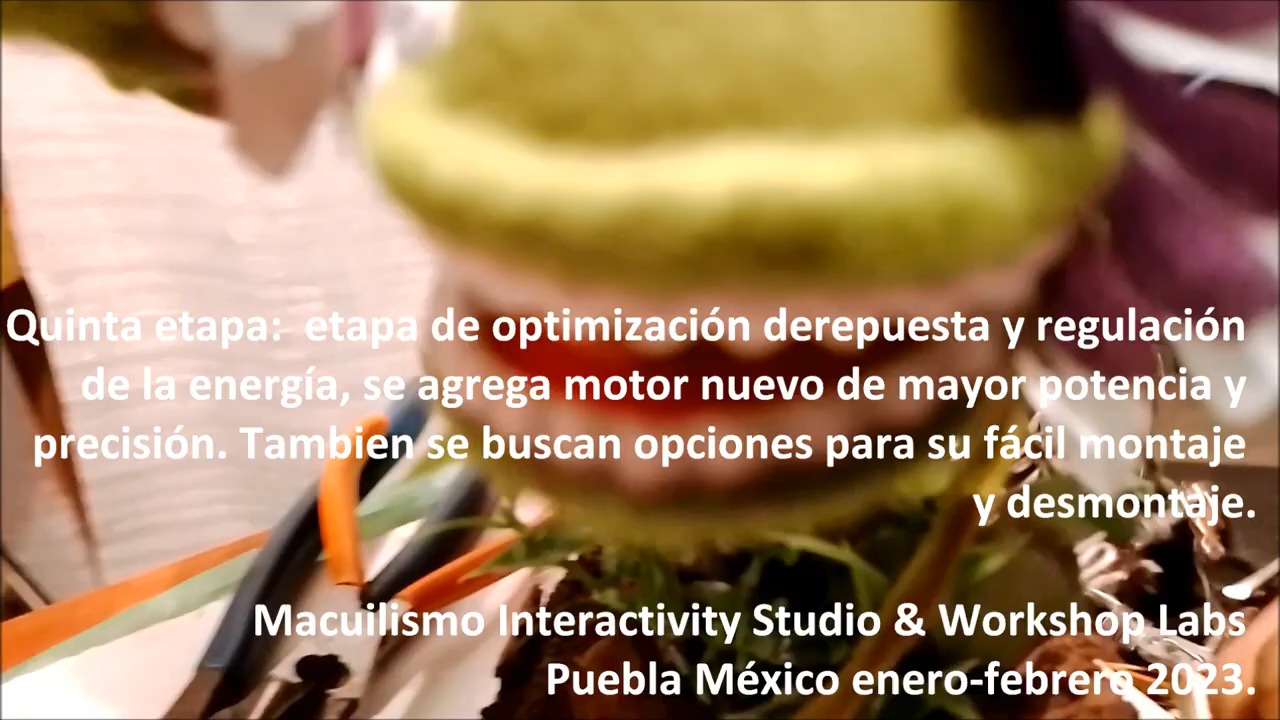 Quinta etapa:  etapa de optimización derepuesta y regulación
de la energía, se agrega motor nuevo de mayor potencia y
precisión. Tambien se buscan opciones para su fácil montaje
y desmontaje.
Macuilismo Interactivity Studio & Workshop Labs
Puebla México enero-febrero 2023.